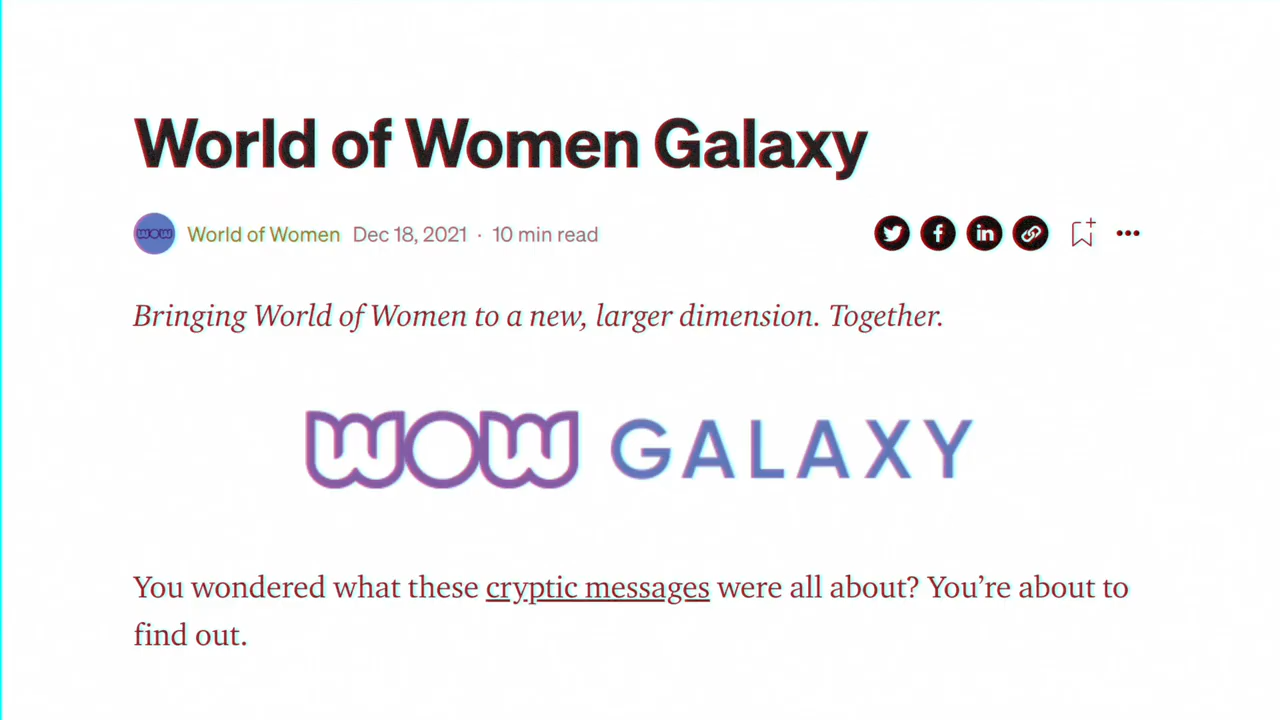 World of Women Galaxy
WOW World of Women Dec 18, 2021 · 10 min read
Bringing World of Women to a new, larger dimension. Together.
WOW GALAXY
You wondered what these cryptic messages were all about? You’re about to
find out.